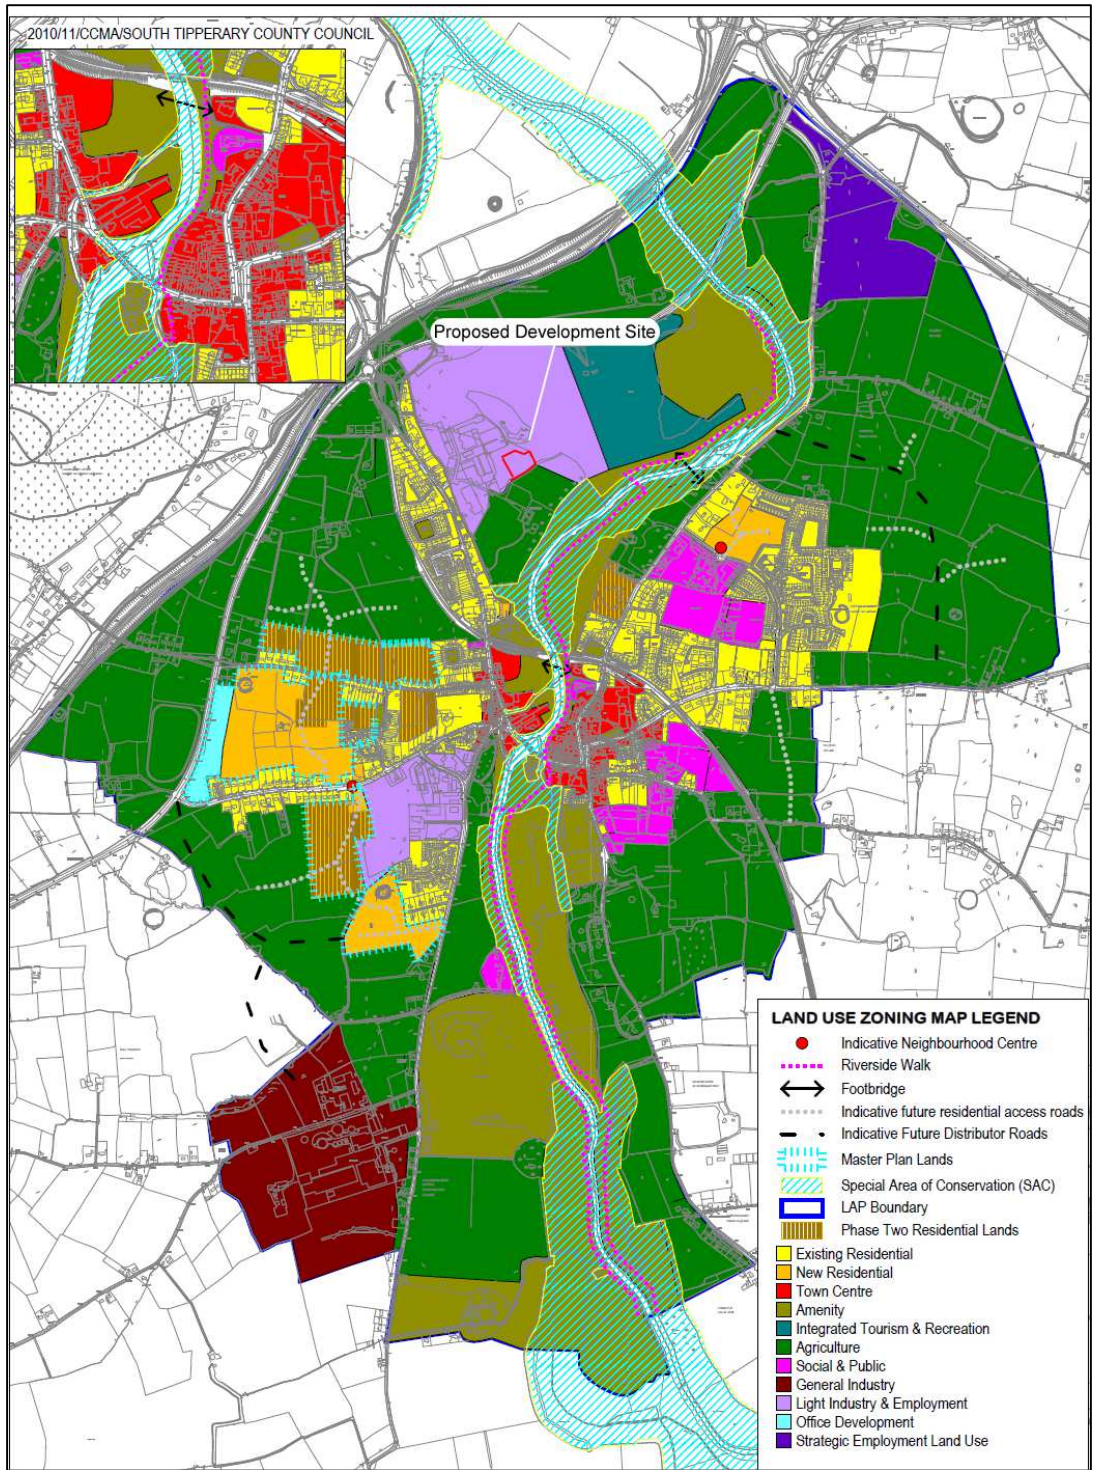 2010/11/CCMA/SOUTH TIPPERARY COUNTY COUNCIL
Proposed Development Site
LAND USE ZONING MAP LEGEND
Indicative Neighbourhood Centre
Riverside Walk
Footbridge
Indicative future residential access roads
Indicative Future Distributor Roads
Master Plan Lands
Special Area of Conservation (SAC)
LAP Boundary
Phase Two Residential Lands
Existing Residential
New Residential
Town Centre
Amenity
Integrated Tourism & Recreation
Agriculture
Social & Public
General Industry
Light Industry & Employment
Office Development
Strategic Employment Land Use